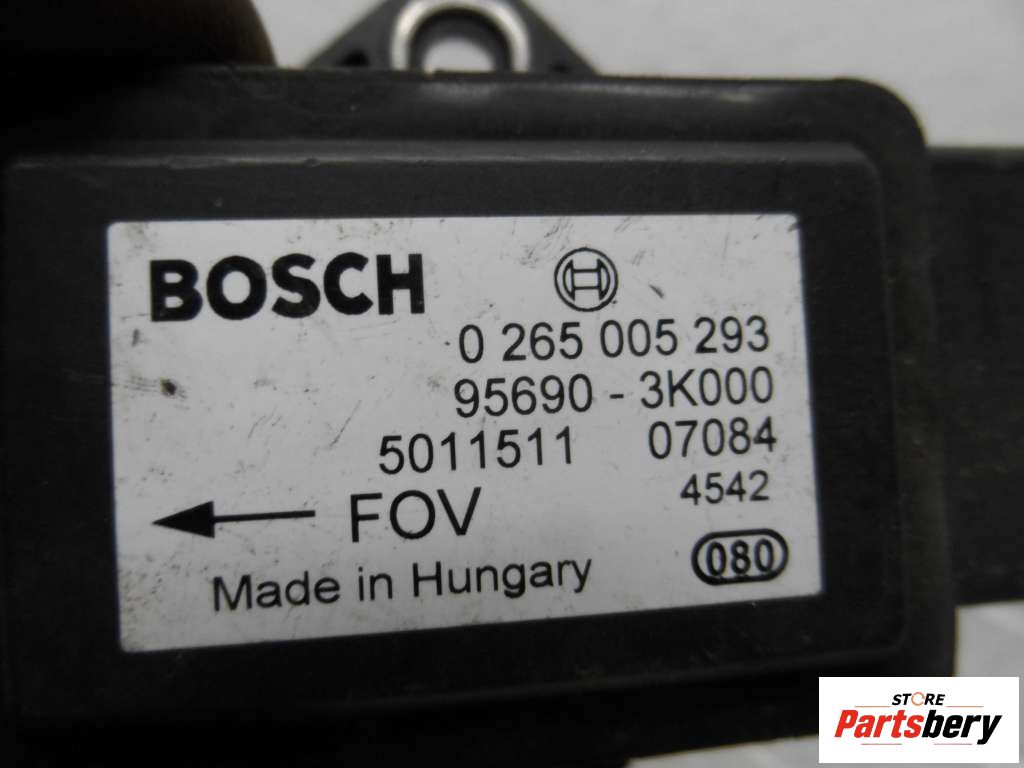 BOSCH
0 265 005 293
95690 - 3K000
5011511 07084
4542
FOV
080
Made in Hungary
STORE
Partsbery